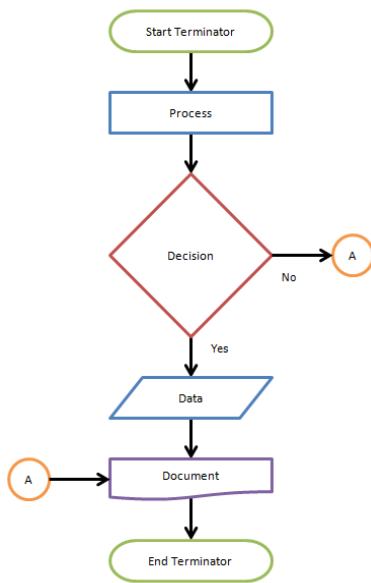 Start Terminator
Process
Decision
A
No
Yes
Data
A
Document
End Terminator